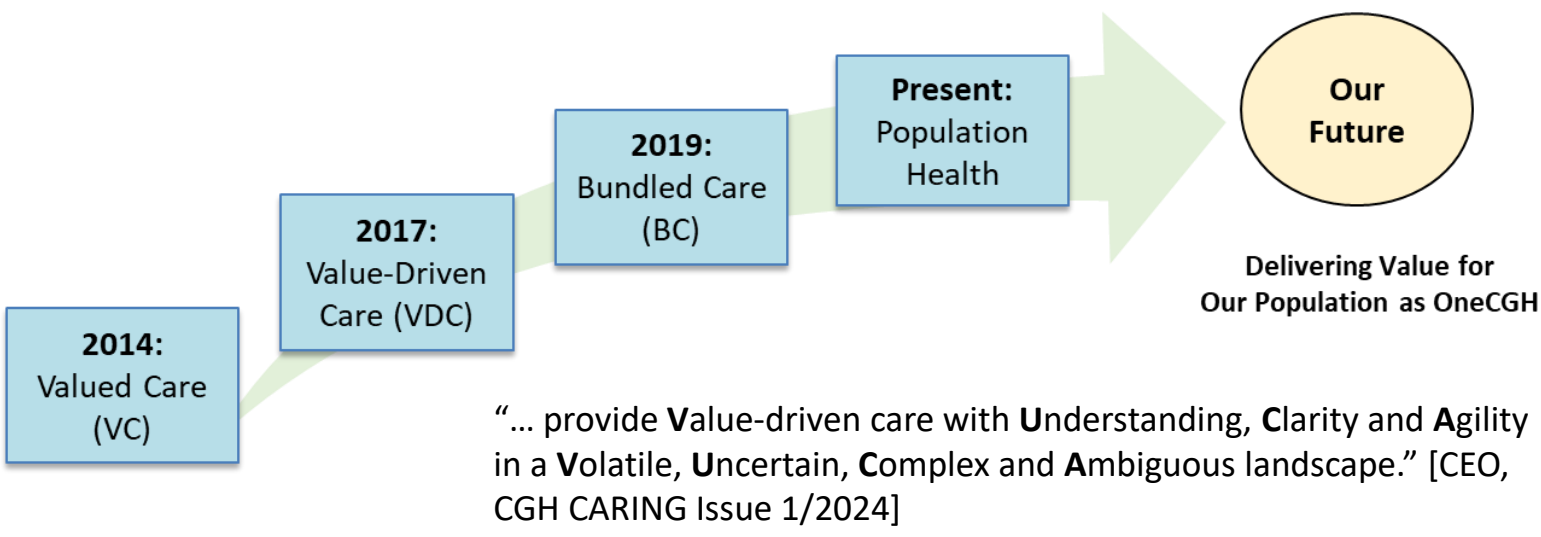 2014:
Valued Care
(VC)
2017:
Value-Driven
Care (VDC)
2019:
Bundled Care
(BC)
Present:
Population
Health
Our
Future
Delivering Value for
Our Population as OneCGH
“… provide Value-driven care with Understanding, Clarity and Agility
in a Volatile, Uncertain, Complex and Ambiguous landscape.” [CEO,
CGH CARING Issue 1/2024]